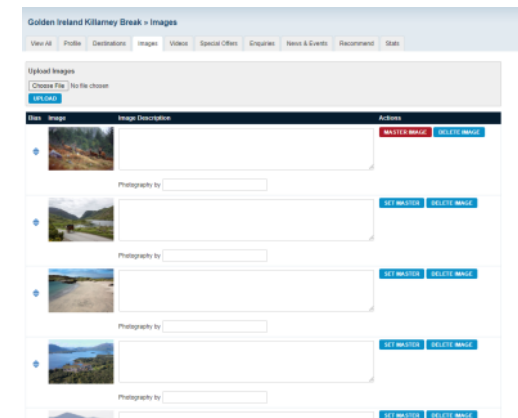 Golden Ireland Killarney Break » Images
View All Profile Destinations Images Videos Special Offers Enquiries News & Events Recommend Stats
Upload Images
Choose File No file chosen
UPLOAD
Bias Image Image Description Actions
MASTER IMAGE DELETE IMAGE
Photography by
SET MASTER DELETE IMAGE
Photography by
SET MASTER DELETE IMAGE
Photography by
SET MASTER DELETE IMAGE
Photography by
SET MASTER DELETE IMAGE